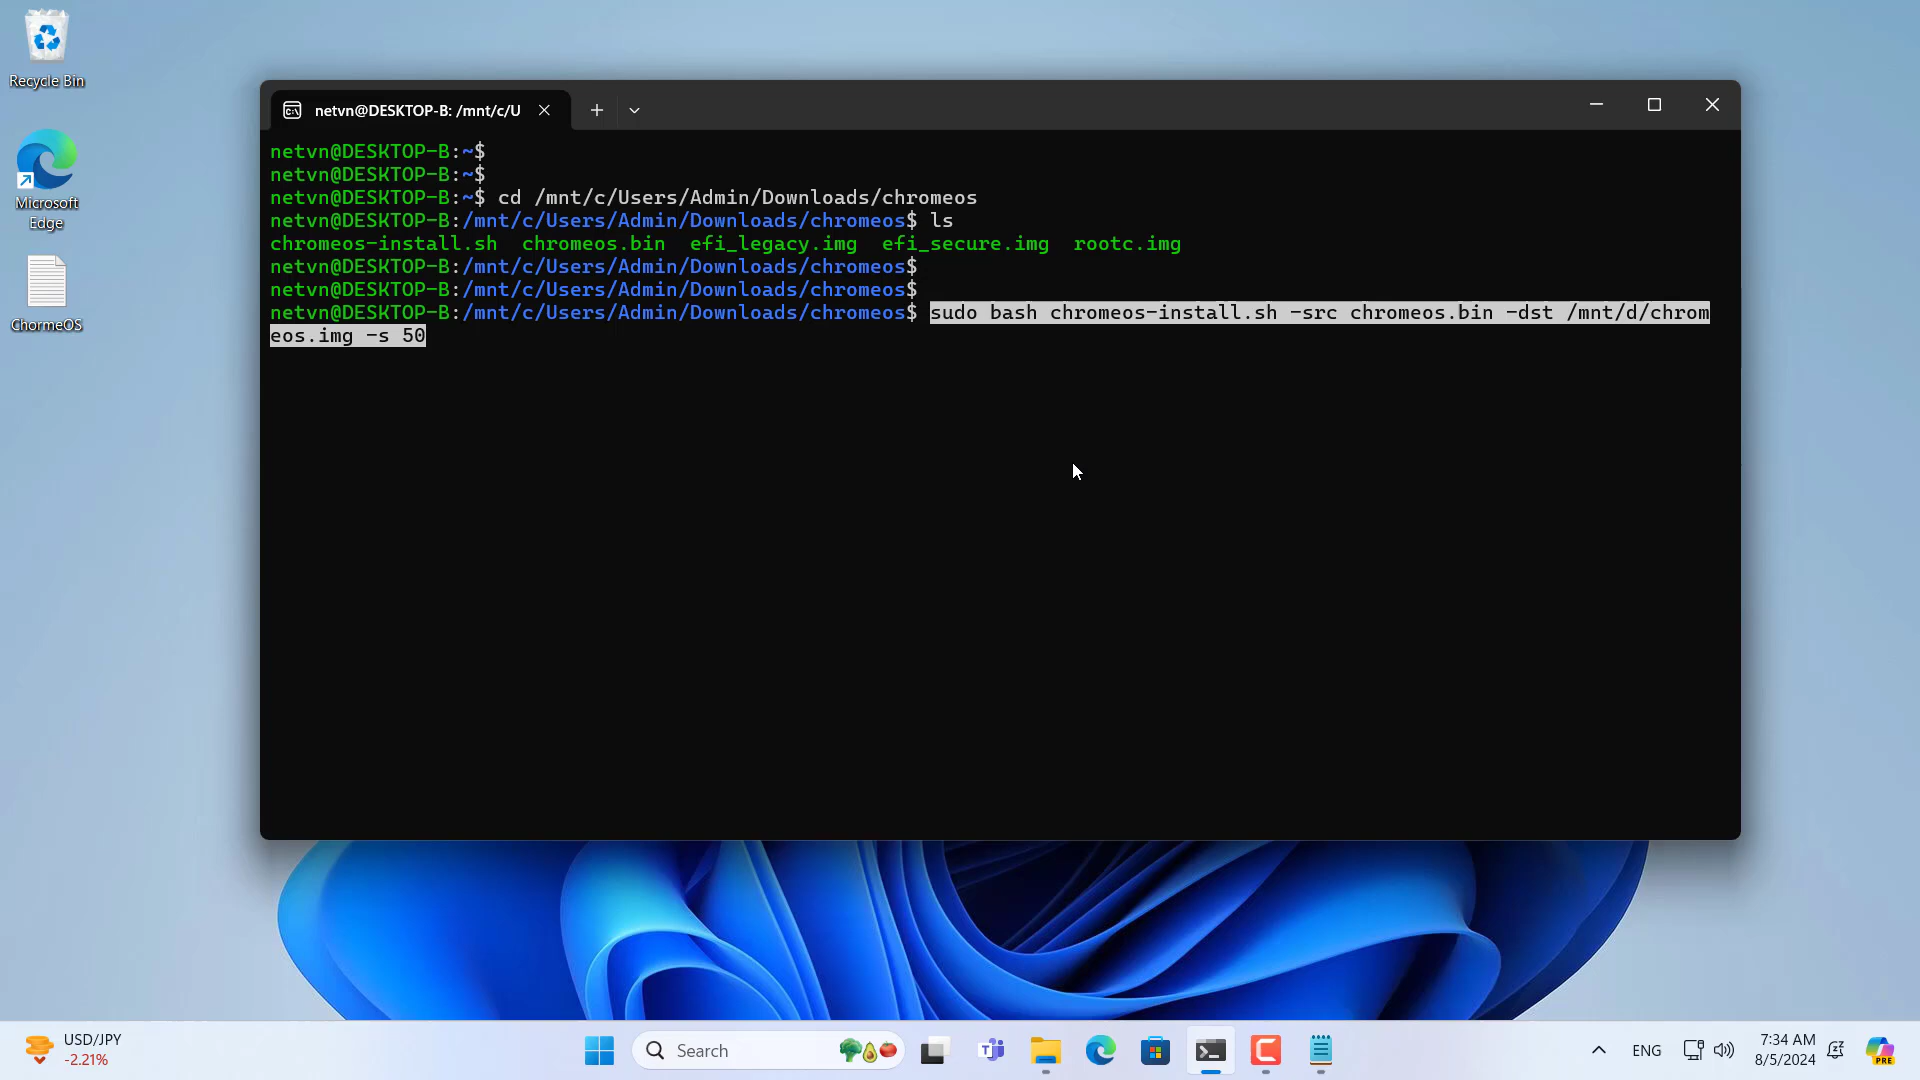 Recycle Bin
Microsoft
Edge
ChormeOS
netvn@DESKTOP-B: /mnt/c/U
netvn@DESKTOP-B:~$
netvn@DESKTOP-B:~$
netvn@DESKTOP-B:~$ cd /mnt/c/Users/Admin/Downloads/chromeos
netvn@DESKTOP-B:/mnt/c/Users/Admin/Downloads/chromeos$ ls
chromeos-install.sh  chromeos.bin  efi_legacy.img  efi_secure.img  rootc.img
netvn@DESKTOP-B:/mnt/c/Users/Admin/Downloads/chromeos$
netvn@DESKTOP-B:/mnt/c/Users/Admin/Downloads/chromeos$
netvn@DESKTOP-B:/mnt/c/Users/Admin/Downloads/chromeos$ sudo bash chromeos-install.sh -src chromeos.bin -dst /mnt/d/chrom
eos.img -s 50
USD/JPY
-2.21%
Search
ENG
7:34 AM
8/5/2024
PRE